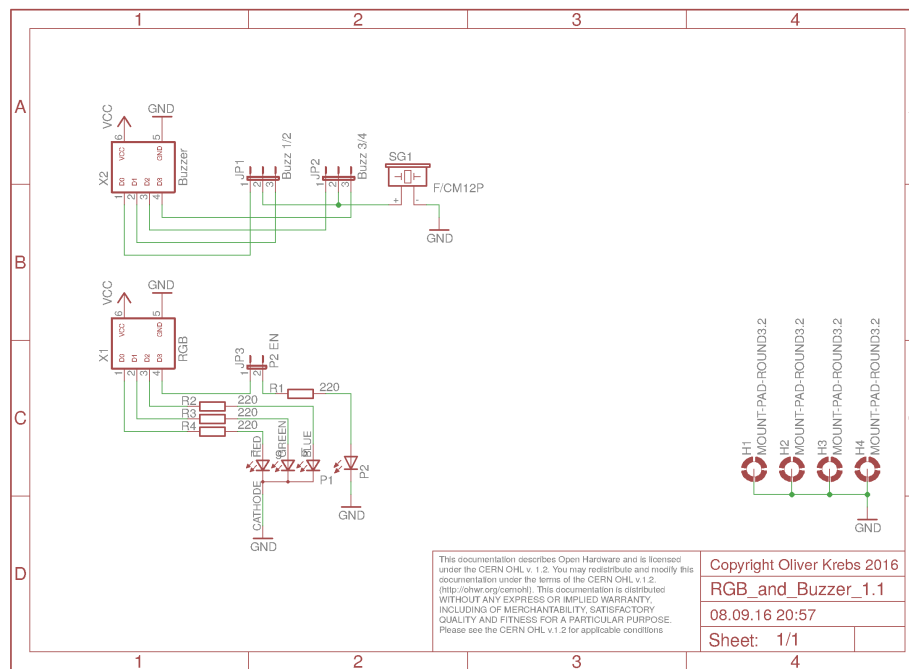 1 2 3 4
A
B
C
D
VCC
GND
6
5
VCC
GND
X2
Buzzer
D0 D1 D2 D3
1 2 3 4
JP1
1 2 3
Buzz 1/2
JP2
1 2 3
Buzz 3/4
SG1
F/CM12P
+ -
GND
VCC
GND
6
5
VCC
GND
X1
RGB
D0 D1 D2 D3
1 2 3 4
JP3
1 2
P2 EN
R1 220
R2 220
R3 220
R4 220
RED
GREEN
BLUE
P1
P2
CATHODE
GND
GND
H1
MOUNT-PAD-ROUND3.2
H2
MOUNT-PAD-ROUND3.2
H3
MOUNT-PAD-ROUND3.2
H4
MOUNT-PAD-ROUND3.2
GND
This documentation describes Open Hardware and is licensed
under the CERN OHL v. 1.2. You may redistribute and modify this
documentation under the terms of the CERN OHL v.1.2.
(http://ohwr.org/cernohl). This documentation is distributed
WITHOUT ANY EXPRESS OR IMPLIED WARRANTY,
INCLUDING OF MERCHANTABILITY, SATISFACTORY
QUALITY AND FITNESS FOR A PARTICULAR PURPOSE.
Please see the CERN OHL v.1.2 for applicable conditions
Copyright Oliver Krebs 2016
RGB_and_Buzzer_1.1
08.09.16 20:57
Sheet: 1/1
1 2 3 4